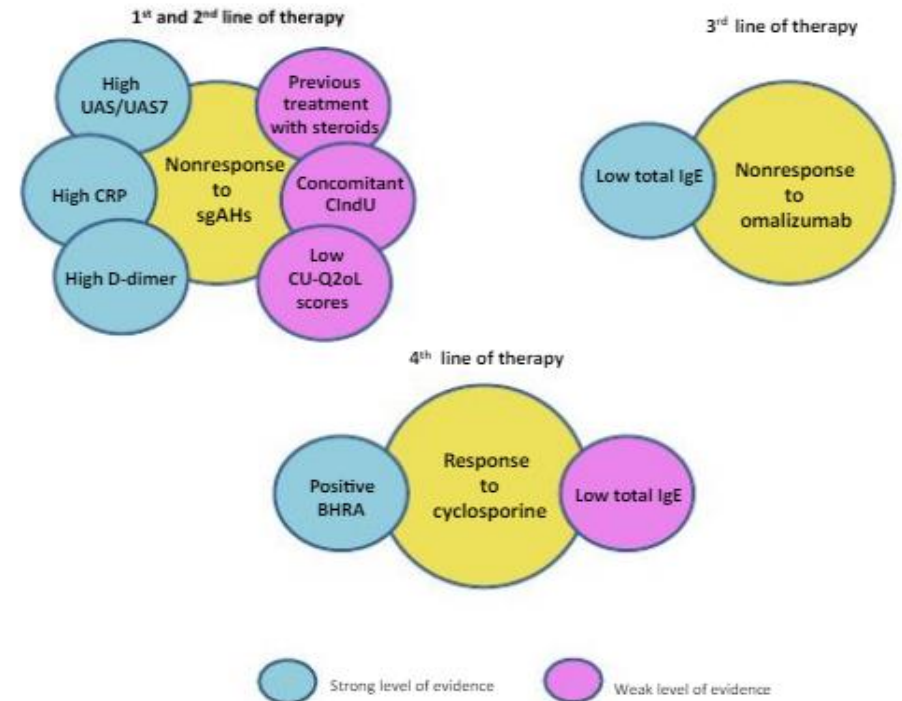 1st and 2nd line of therapy
High
UAS/UAS7
High CRP
High D-dimer
Nonresponse
to
sgAHs
Previous
treatment
with steroids
Concomitant
CIndU
Low
CU-Q2oL
scores
3rd line of therapy
Low total IgE
Nonresponse
to
omalizumab
4th line of therapy
Positive
BHRA
Response
to
cyclosporine
Low total IgE
Strong level of evidence
Weak level of evidence